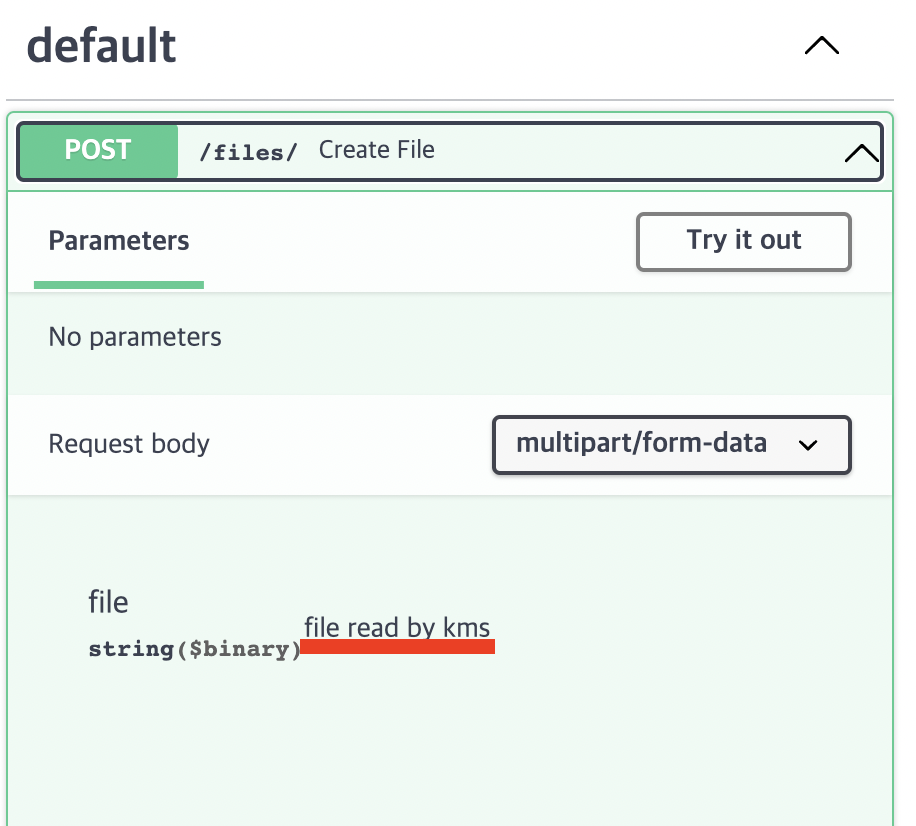 default
POST /files/ Create File
Parameters
Try it out
No parameters
Request body
multipart/form-data
file
string($binary)
file read by kms